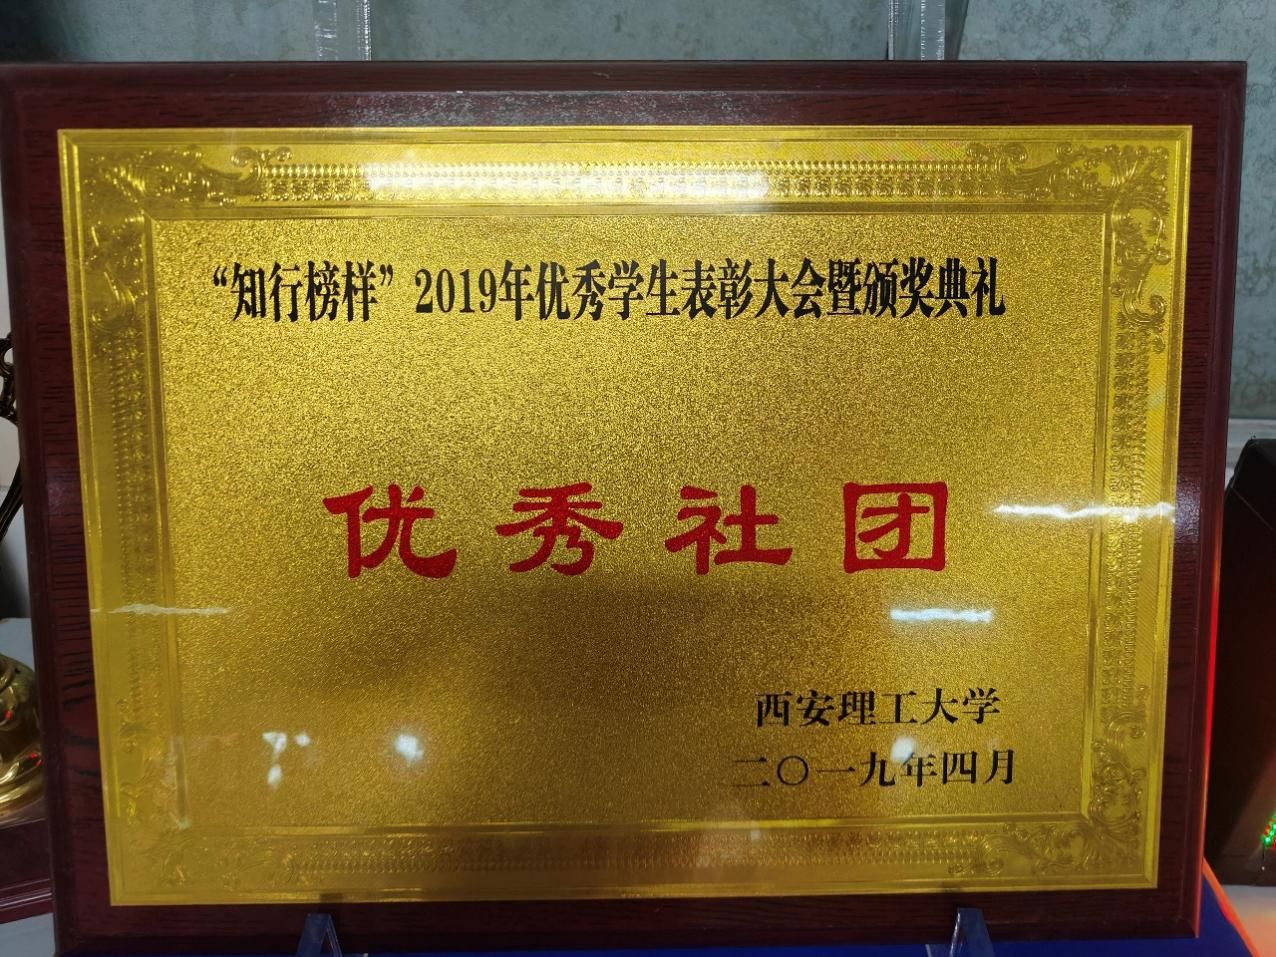 “知行榜样”2019年优秀学生表彰大会暨颁奖典礼
优秀社团
西安理工大学
二〇一九年四月